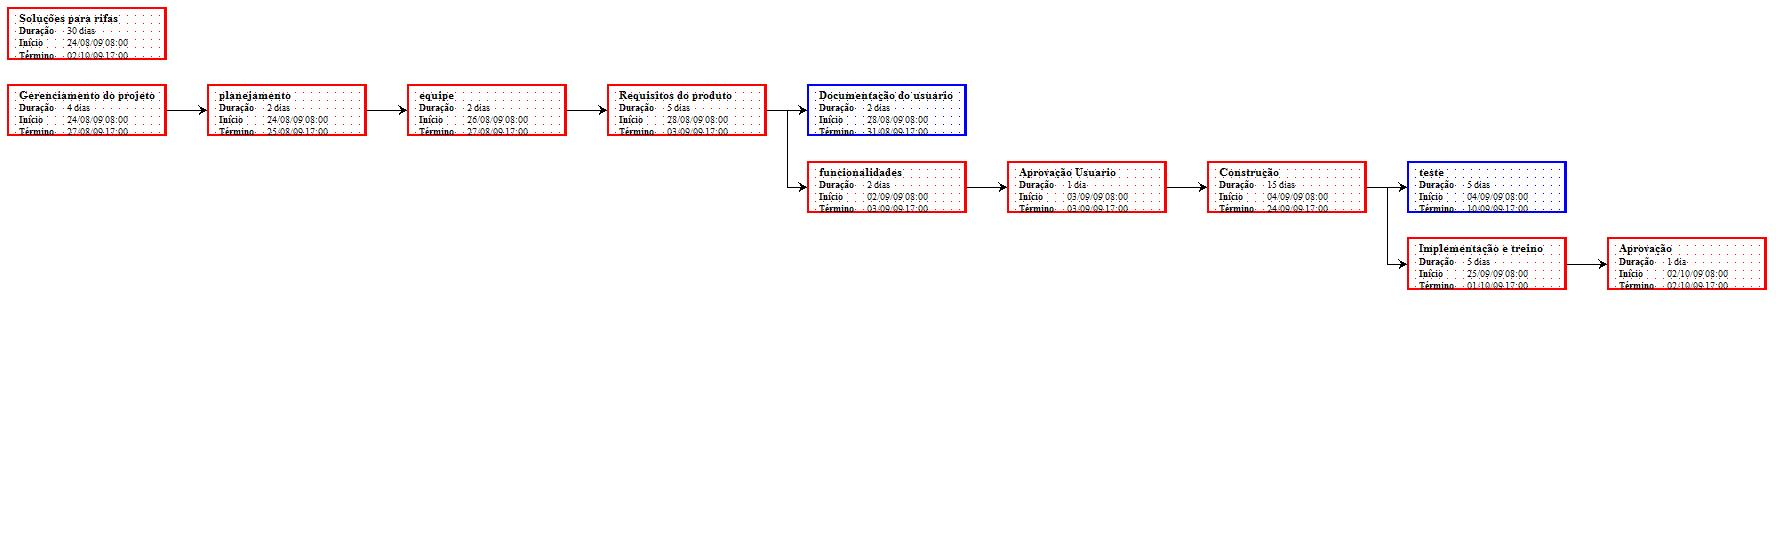 Soluções para rifas
Duração 30 dias
Início 24/08/09 08:00
Término 02/10/09 17:00
Gerenciamento do projeto
Duração 4 dias
Início 24/08/09 08:00
Término 27/08/09 17:00
planejamento
Duração 2 dias
Início 24/08/09 08:00
Término 25/08/09 17:00
equipe
Duração 2 dias
Início 26/08/09 08:00
Término 27/08/09 17:00
Requisitos do produto
Duração 5 dias
Início 28/08/09 08:00
Término 03/09/09 17:00
Documentação do usuário
Duração 2 dias
Início 28/08/09 08:00
Término 31/08/09 17:00
funcionalidades
Duração 2 dias
Início 02/09/09 08:00
Término 03/09/09 17:00
Aprovação Usuario
Duração 1 dia
Início 03/09/09 08:00
Término 03/09/09 17:00
Construção
Duração 15 dias
Início 04/09/09 08:00
Término 24/09/09 17:00
teste
Duração 5 dias
Início 04/09/09 08:00
Término 10/09/09 17:00
Implementação e treino
Duração 5 dias
Início 25/09/09 08:00
Término 01/10/09 17:00
Aprovação
Duração 1 dia
Início 02/10/09 08:00
Término 02/10/09 17:00